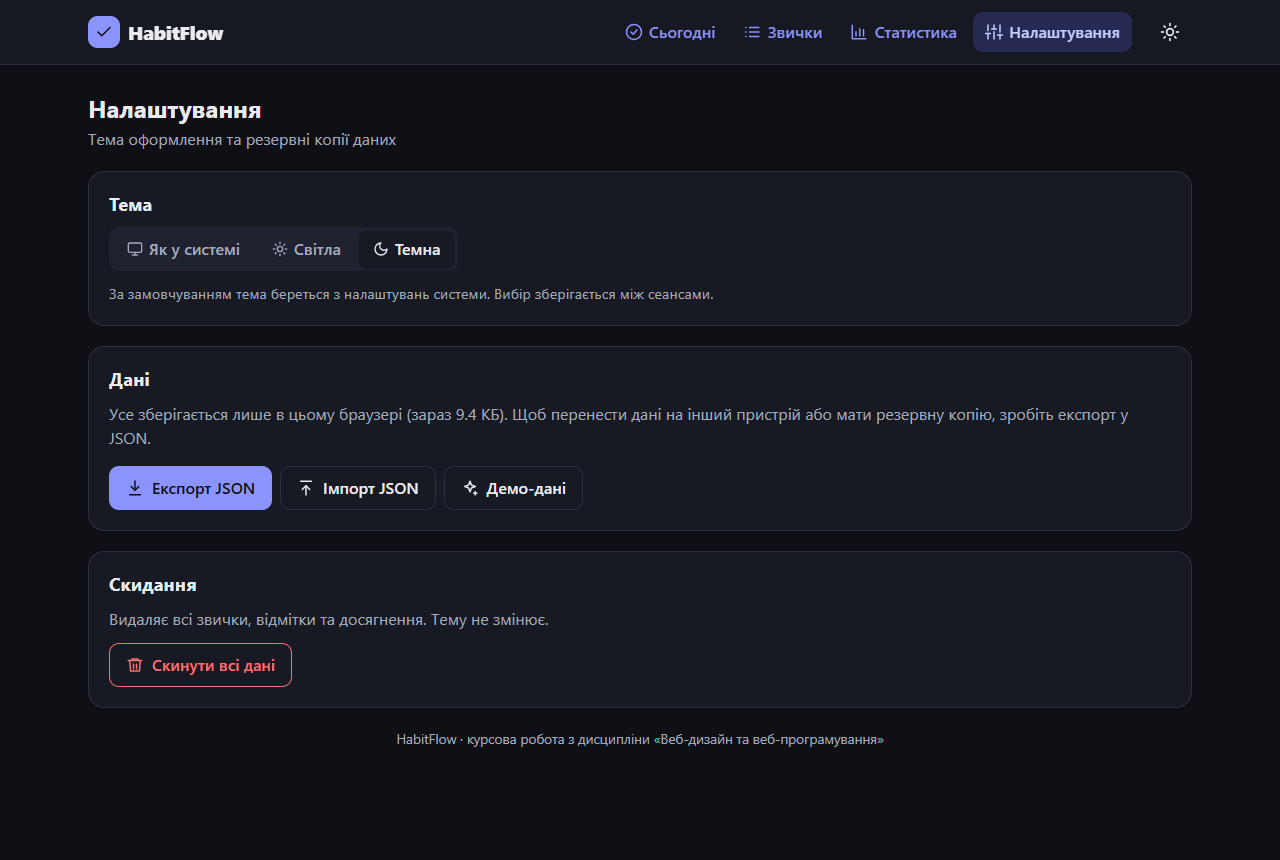 HabitFlow
Сьогодні
Звички
Статистика
Налаштування
Налаштування
Тема оформлення та резервні копії даних
Тема
Як у системі
Світла
Темна
За замовчуванням тема береться з налаштувань системи. Вибір зберігається між сеансами.
Дані
Усе зберігається лише в цьому браузері (зараз 9.4 КБ). Щоб перенести дані на інший пристрій або мати резервну копію, зробіть експорт у
JSON.
Експорт JSON
Імпорт JSON
Демо-дані
Скидання
Видаляє всі звички, відмітки та досягнення. Тему не змінює.
Скинути всі дані
HabitFlow · курсова робота з дисципліни «Веб-дизайн та веб-програмування»